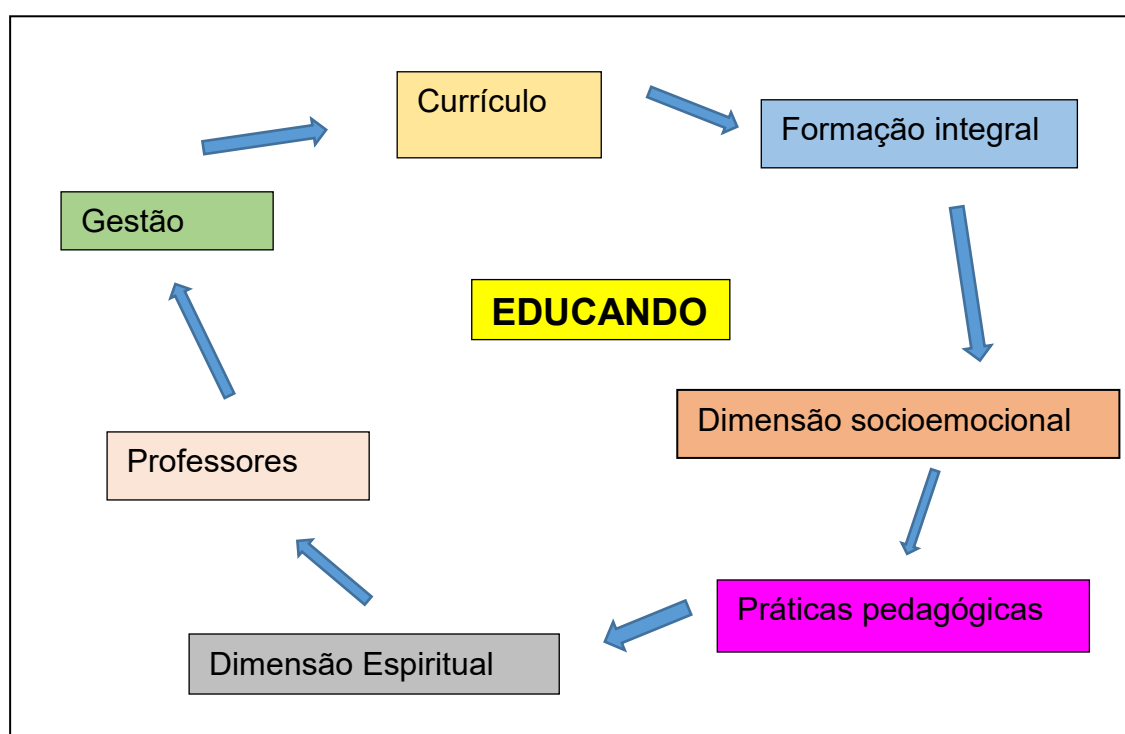 Currículo
Formação integral
Gestão
EDUCANDO
Dimensão socioemocional
Professores
Práticas pedagógicas
Dimensão Espiritual